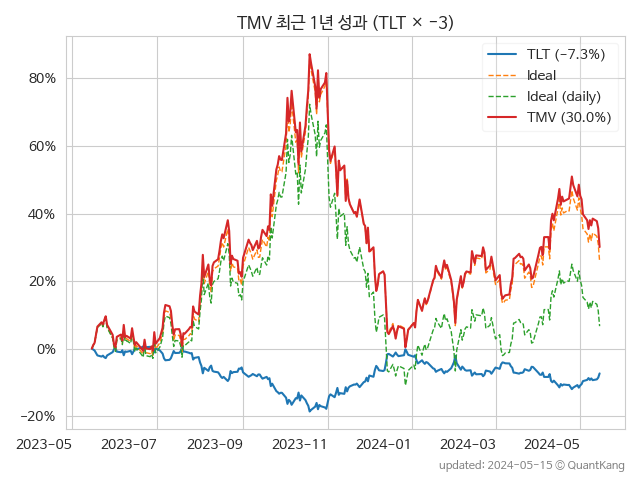 TMV 최근 1년 성과 (TLT × −3)
TLT (−7.3%)
Ideal
Ideal (daily)
TMV (30.0%)
80%
60%
40%
20%
0%
−20%
2023-05 2023-07 2023-09 2023-11 2024-01 2024-03 2024-05
updated: 2024-05-15 ⓒ QuantKang